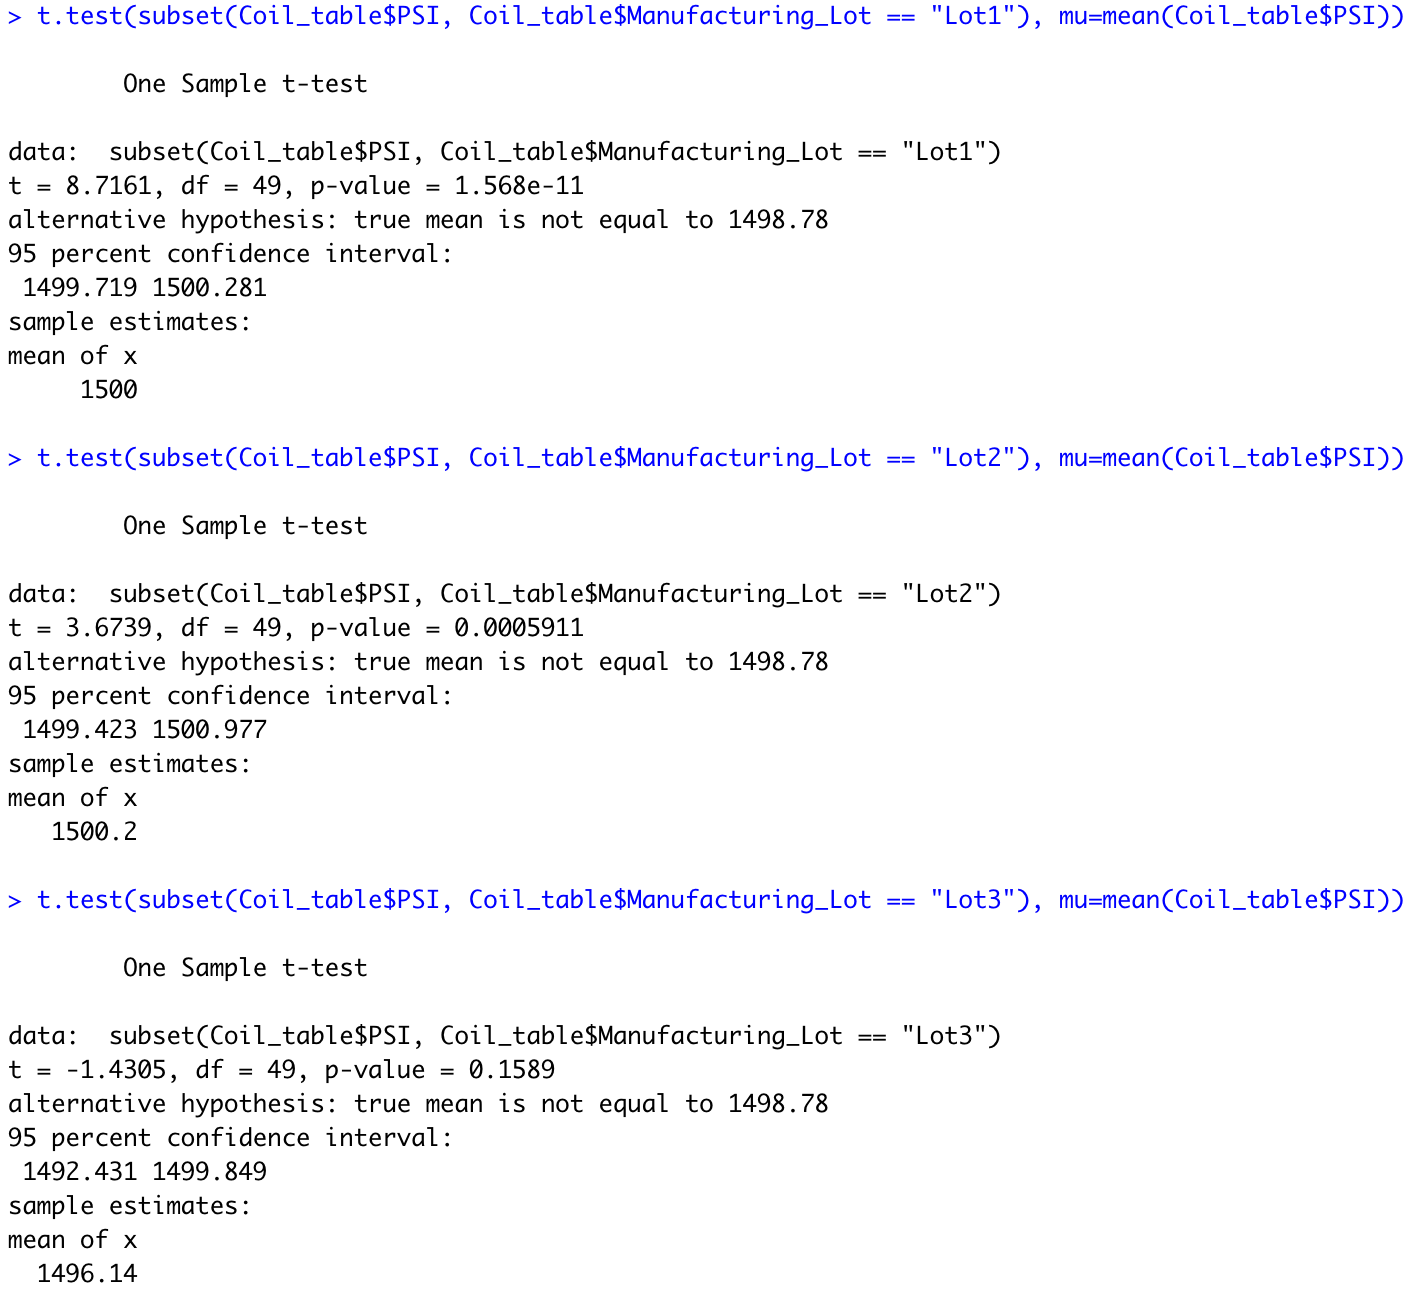 > t.test(subset(Coil_table$PSI, Coil_table$Manufacturing_Lot == "Lot1"), mu=mean(Coil_table$PSI))
One Sample t-test
data:  subset(Coil_table$PSI, Coil_table$Manufacturing_Lot == "Lot1")
t = 8.7161, df = 49, p-value = 1.568e-11
alternative hypothesis: true mean is not equal to 1498.78
95 percent confidence interval:
1499.719 1500.281
sample estimates:
mean of x
1500
> t.test(subset(Coil_table$PSI, Coil_table$Manufacturing_Lot == "Lot2"), mu=mean(Coil_table$PSI))
One Sample t-test
data:  subset(Coil_table$PSI, Coil_table$Manufacturing_Lot == "Lot2")
t = 3.6739, df = 49, p-value = 0.0005911
alternative hypothesis: true mean is not equal to 1498.78
95 percent confidence interval:
1499.423 1500.977
sample estimates:
mean of x
1500.2
> t.test(subset(Coil_table$PSI, Coil_table$Manufacturing_Lot == "Lot3"), mu=mean(Coil_table$PSI))
One Sample t-test
data:  subset(Coil_table$PSI, Coil_table$Manufacturing_Lot == "Lot3")
t = -1.4305, df = 49, p-value = 0.1589
alternative hypothesis: true mean is not equal to 1498.78
95 percent confidence interval:
1492.431 1499.849
sample estimates:
mean of x
1496.14